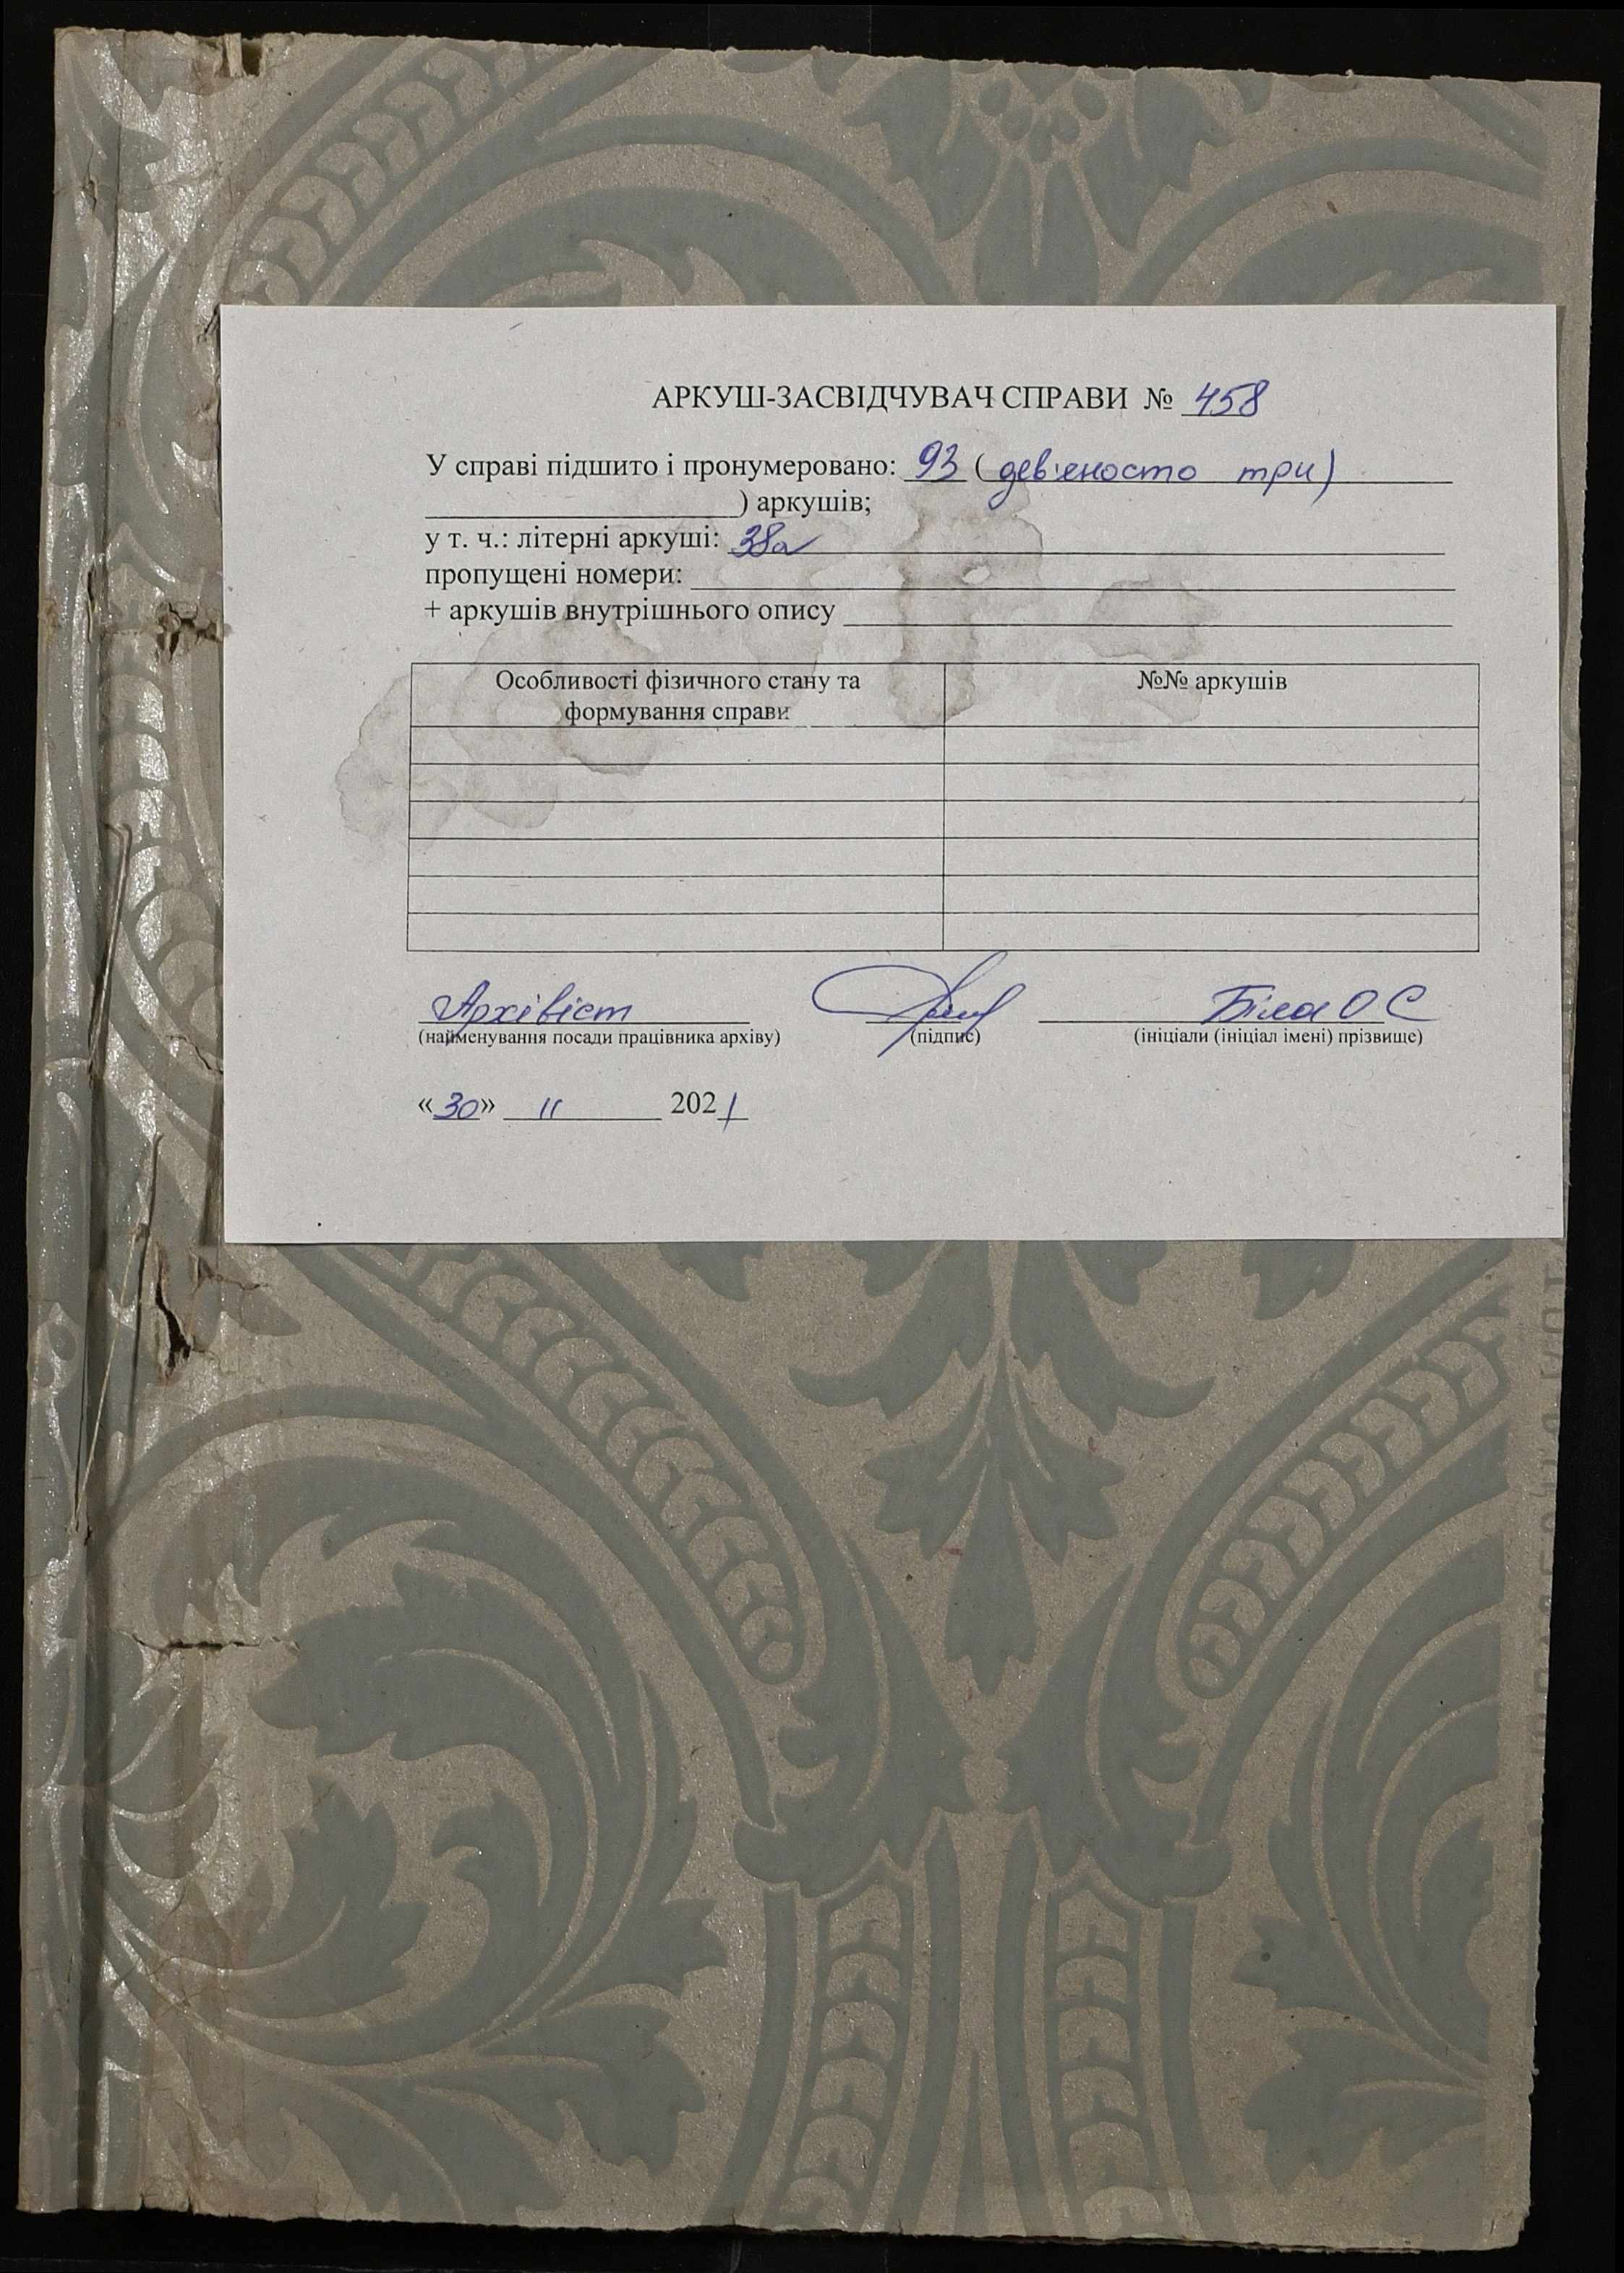 АРКУШ-ЗАСВІДЧУВАЧ СПРАВИ № 458
У справі підшито і пронумеровано: 93 ( дев'яносто три)
) аркушів;
у т. ч.: літерні аркуші: 38а
пропущені номери:
+ аркушів внутрішнього опису
Особливості фізичного стану та формування справи
№№ аркушів
Архівіст Біла О С
(найменування посади працівника архіву) (підпис) (ініціали (ініціал імені) прізвище)
«30» 11 2021